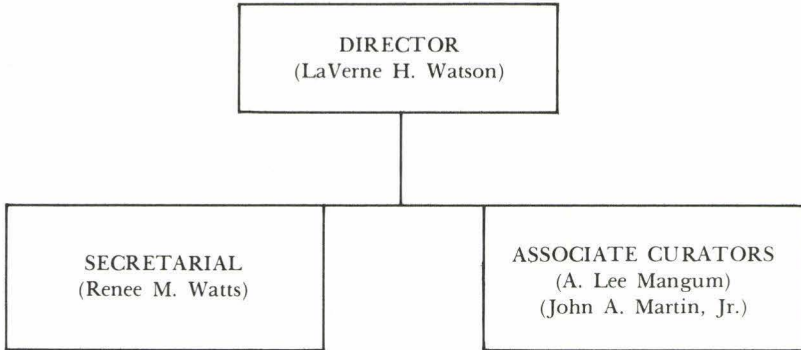 DIRECTOR
(LaVerne H. Watson)
SECRETARIAL
(Renee M. Watts)
ASSOCIATE CURATORS
(A. Lee Mangum)
(John A. Martin, Jr.)